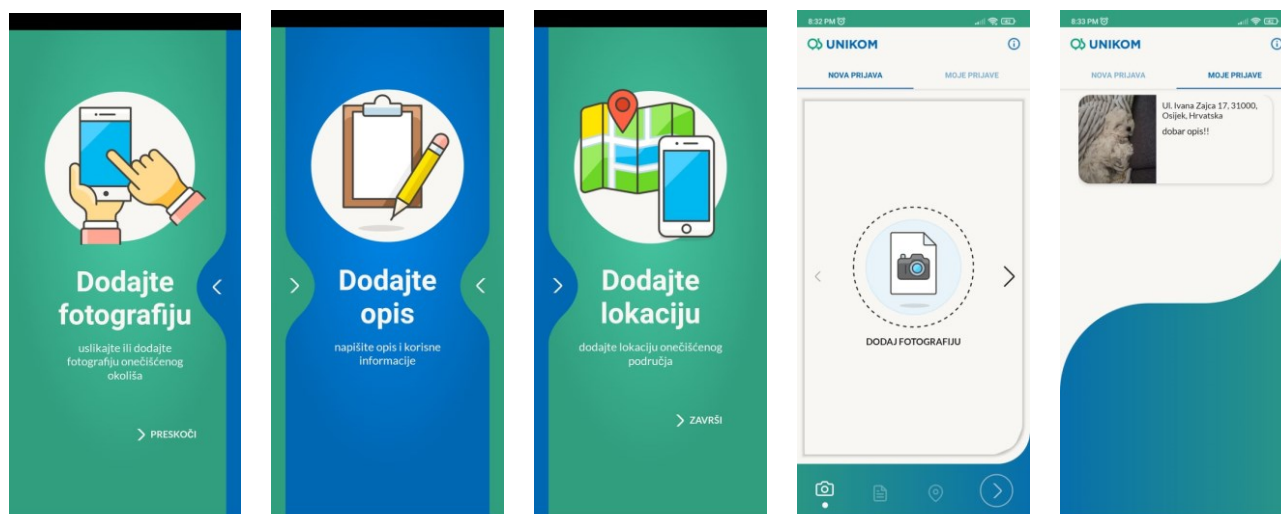 Dodajte
fotografiju
uslikajte ili dodajte
fotografiju onečišćenog
okoliša
PRESKOČI
Dodajte
opis
napišite opis i korisne
informacije
Dodajte
lokaciju
dodajte lokaciju onečišćenog
područja
ZAVRŠI
8:32 PM
UNIKOM
NOVA PRIJAVA MOJE PRIJAVE
DODAJ FOTOGRAFIJU
8:33 PM
UNIKOM
NOVA PRIJAVA MOJE PRIJAVE
Ul. Ivana Zajca 17, 31000,
Osijek, Hrvatska
dobar opis!!